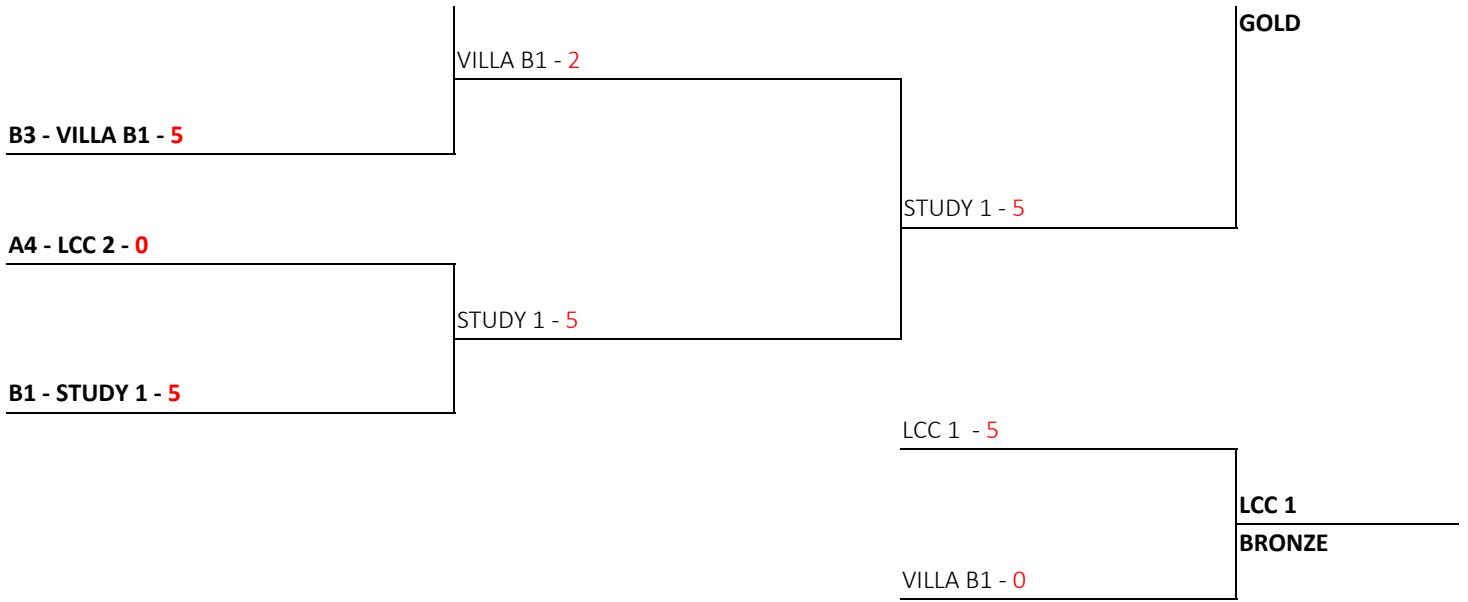 GOLD
VILLA B1 - 2
B3 - VILLA B1 - 5
STUDY 1 - 5
A4 - LCC 2 - 0
STUDY 1 - 5
B1 - STUDY 1 - 5
LCC 1  - 5
LCC 1
BRONZE
VILLA B1 - 0